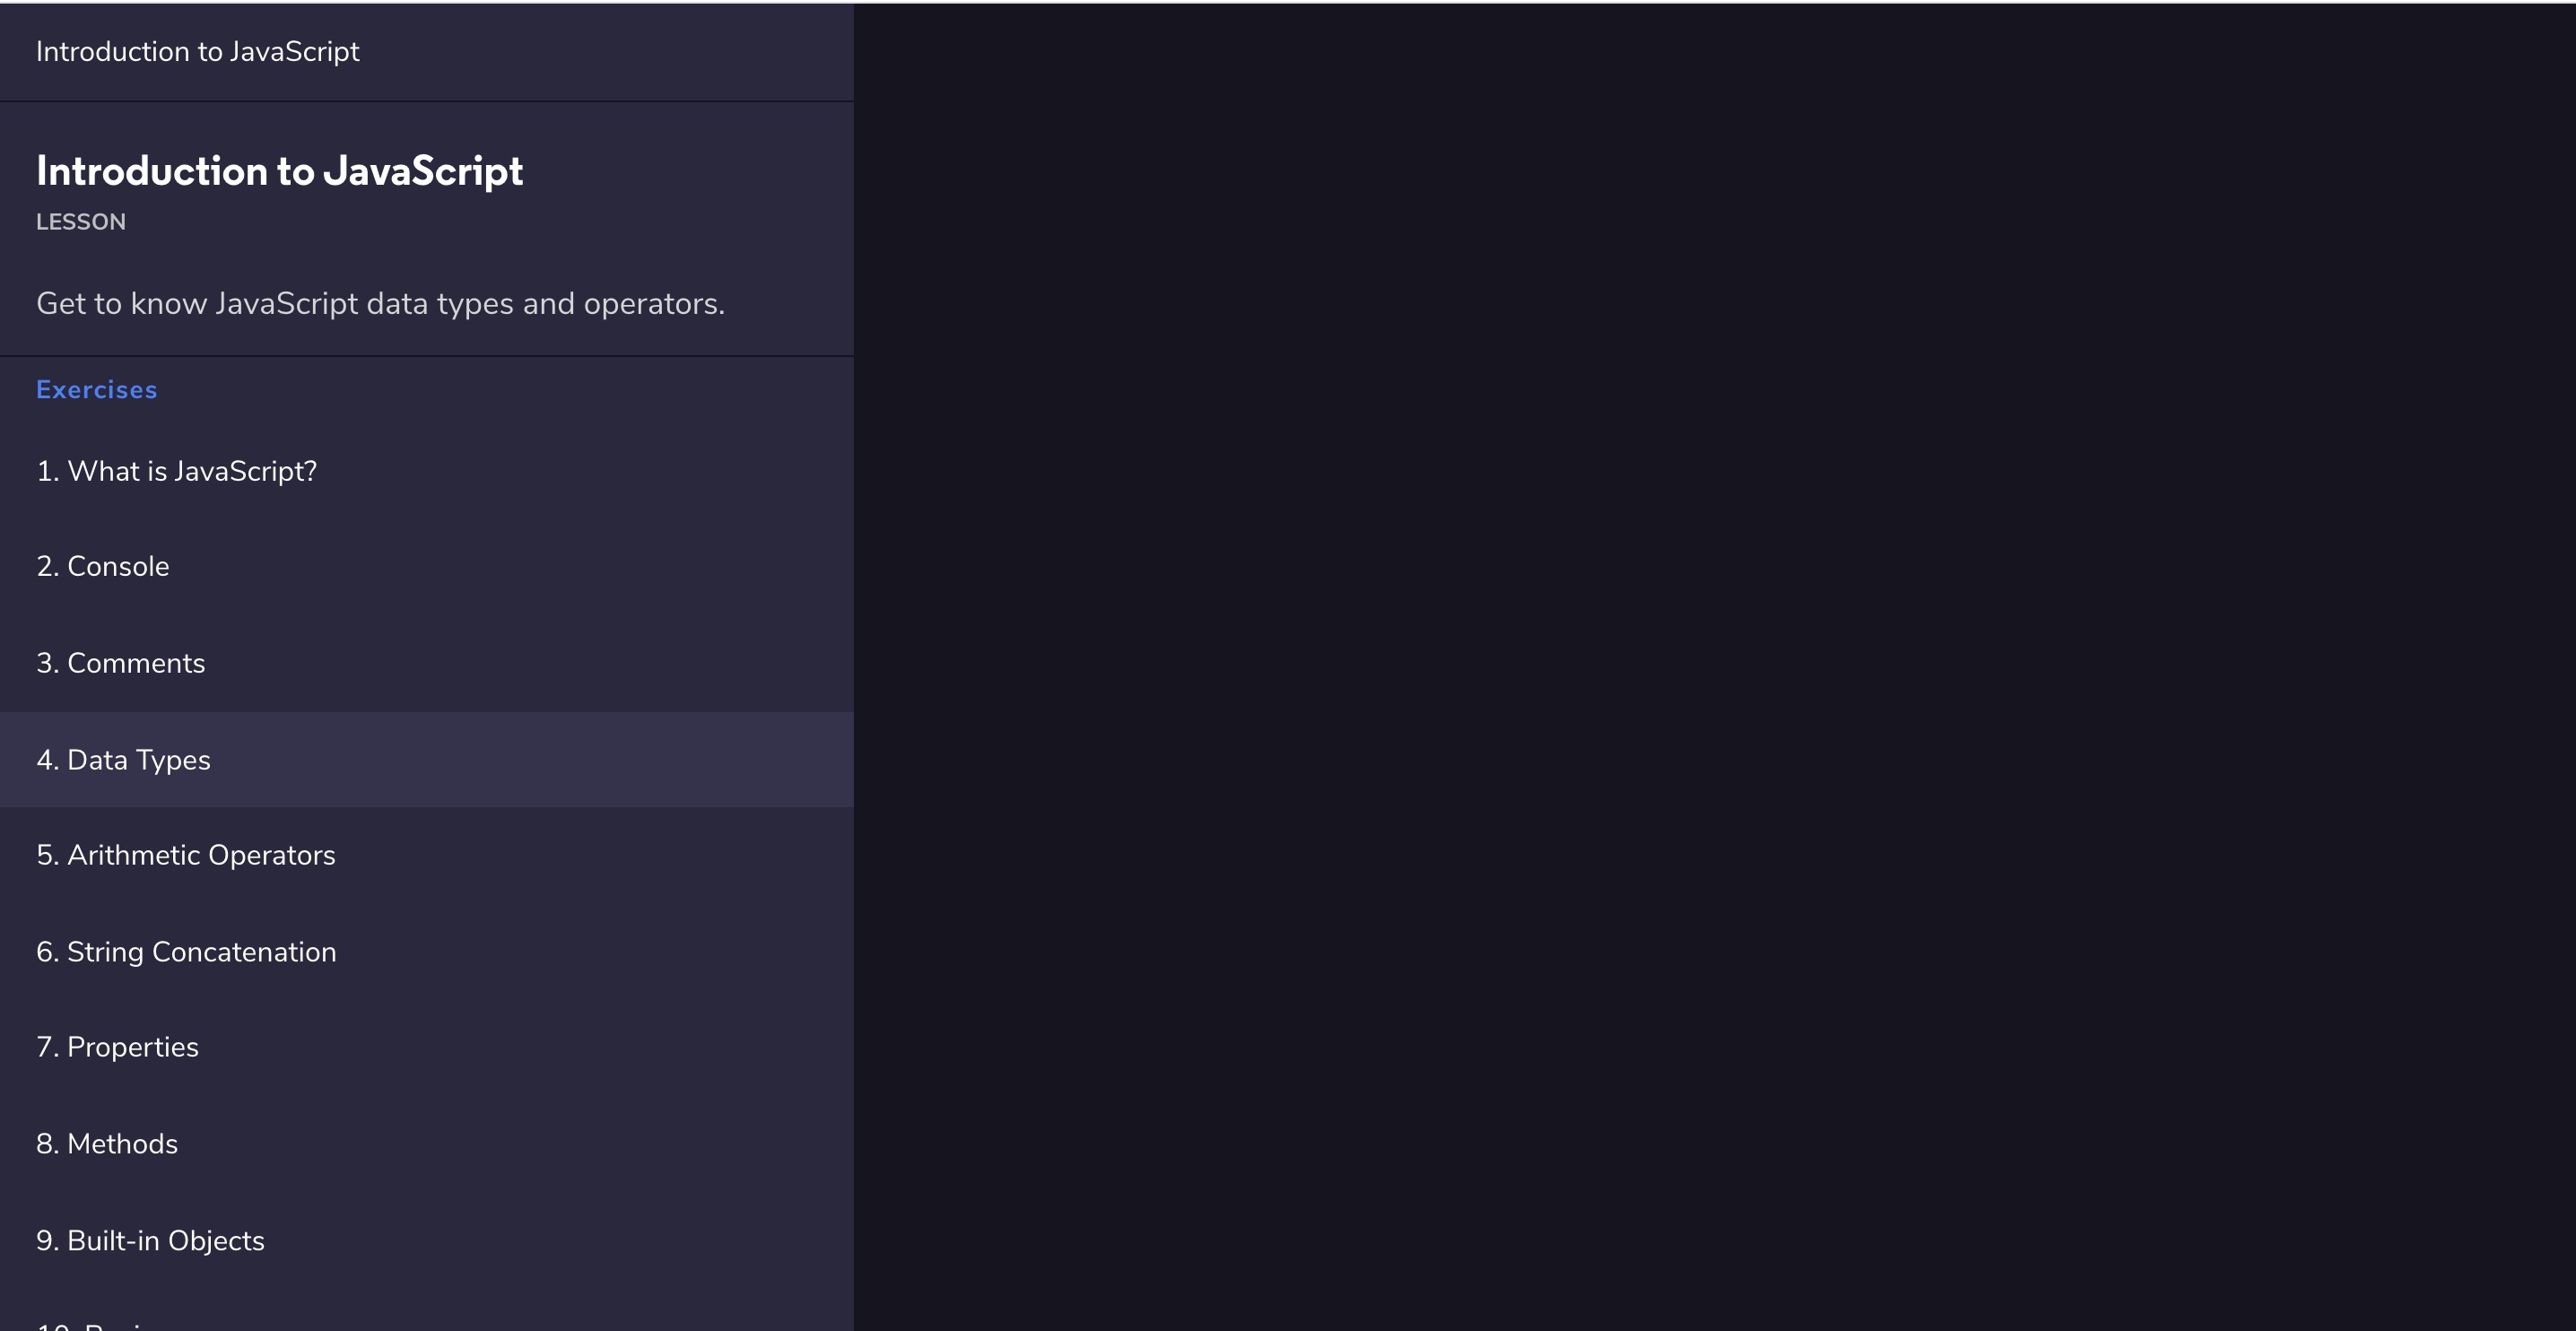 Introduction to JavaScript
Introduction to JavaScript
LESSON
Get to know JavaScript data types and operators.
Exercises
1. What is JavaScript?
2. Console
3. Comments
4. Data Types
5. Arithmetic Operators
6. String Concatenation
7. Properties
8. Methods
9. Built-in Objects
10.